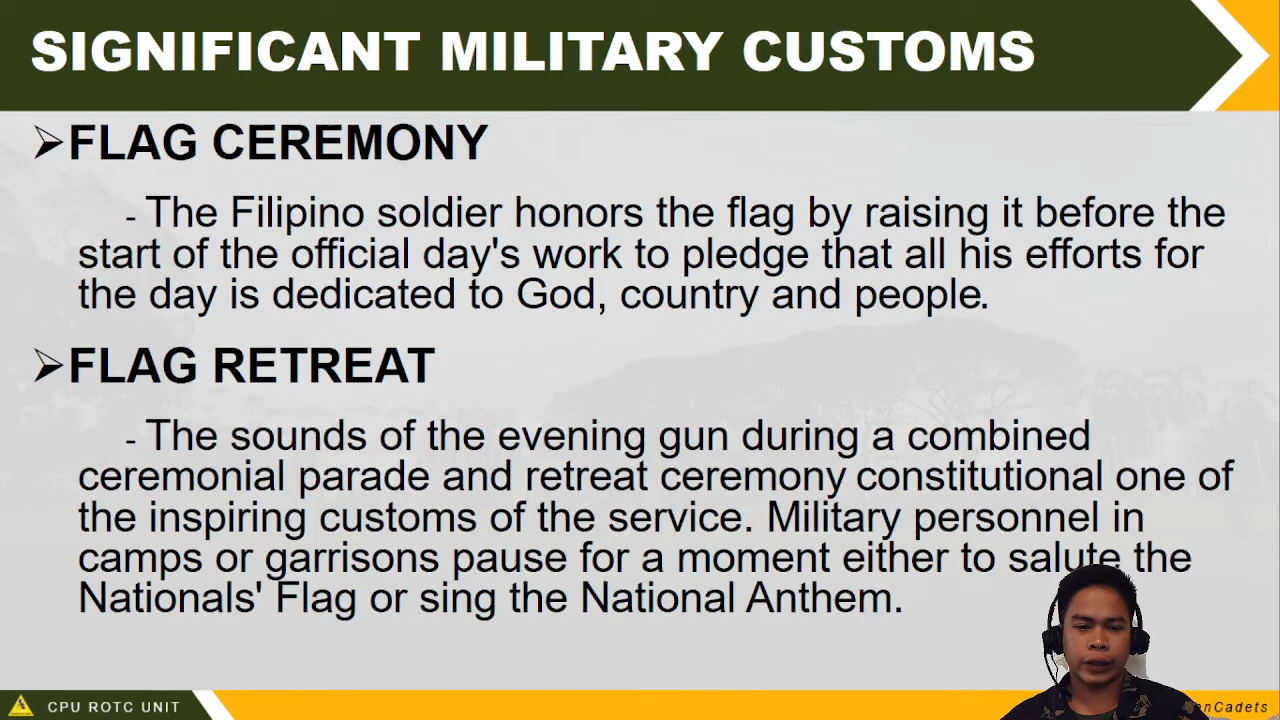 SIGNIFICANT MILITARY CUSTOMS
FLAG CEREMONY
- The Filipino soldier honors the flag by raising it before the
start of the official day's work to pledge that all his efforts for
the day is dedicated to God, country and people.
FLAG RETREAT
- The sounds of the evening gun during a combined
ceremonial parade and retreat ceremony constitutional one of
the inspiring customs of the service. Military personnel in
camps or garrisons pause for a moment either to salute the
Nationals' Flag or sing the National Anthem.
CPU ROTC UNIT